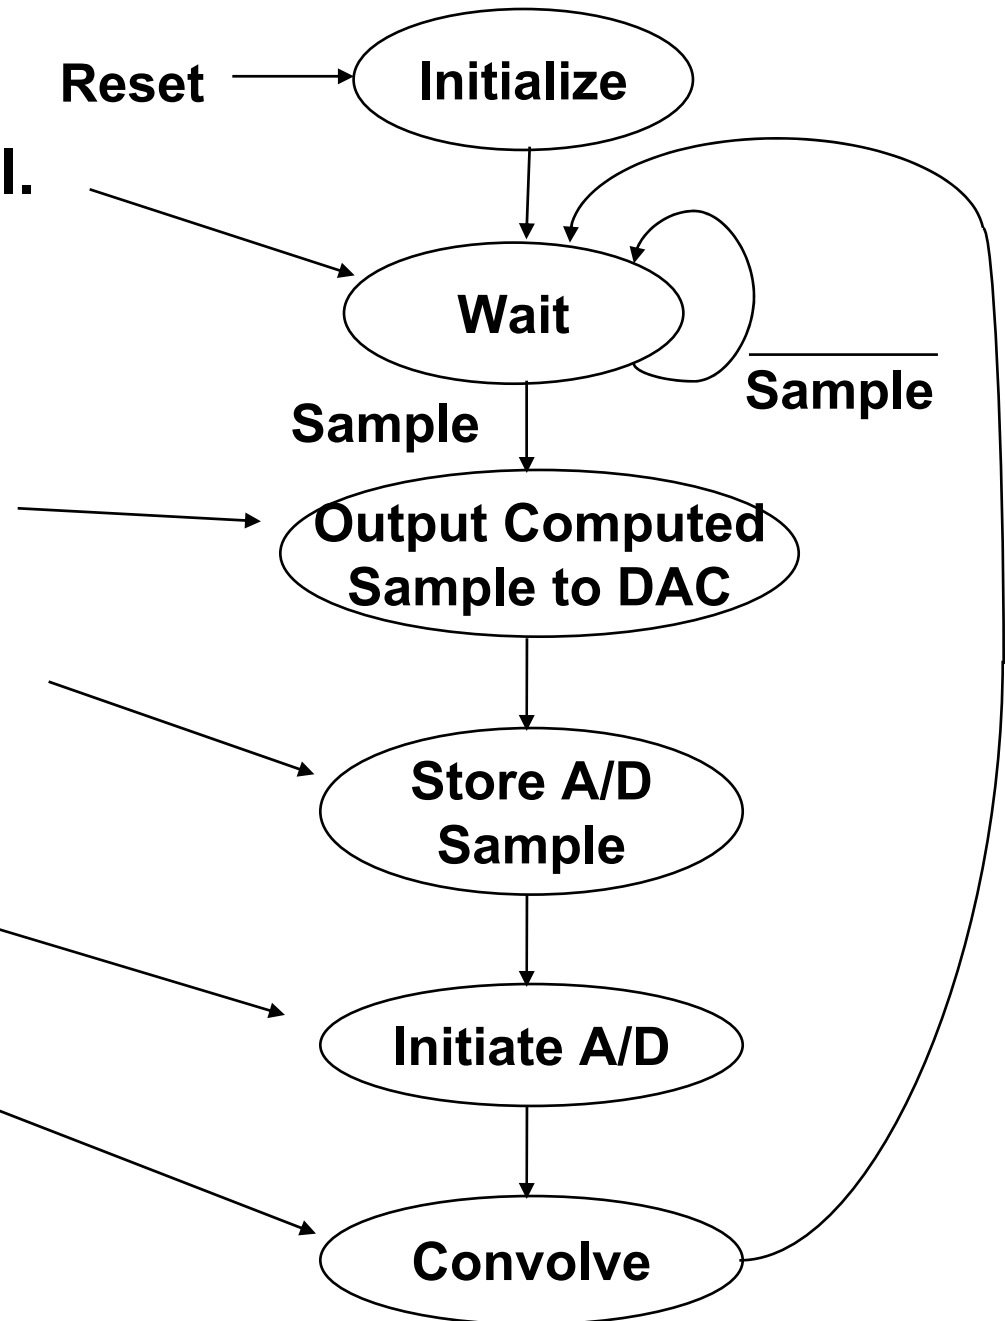 Initialize
Reset
l.
Wait
Sample
Sample
Output Computed
Sample to DAC
Store A/D
Sample
Initiate A/D
Convolve